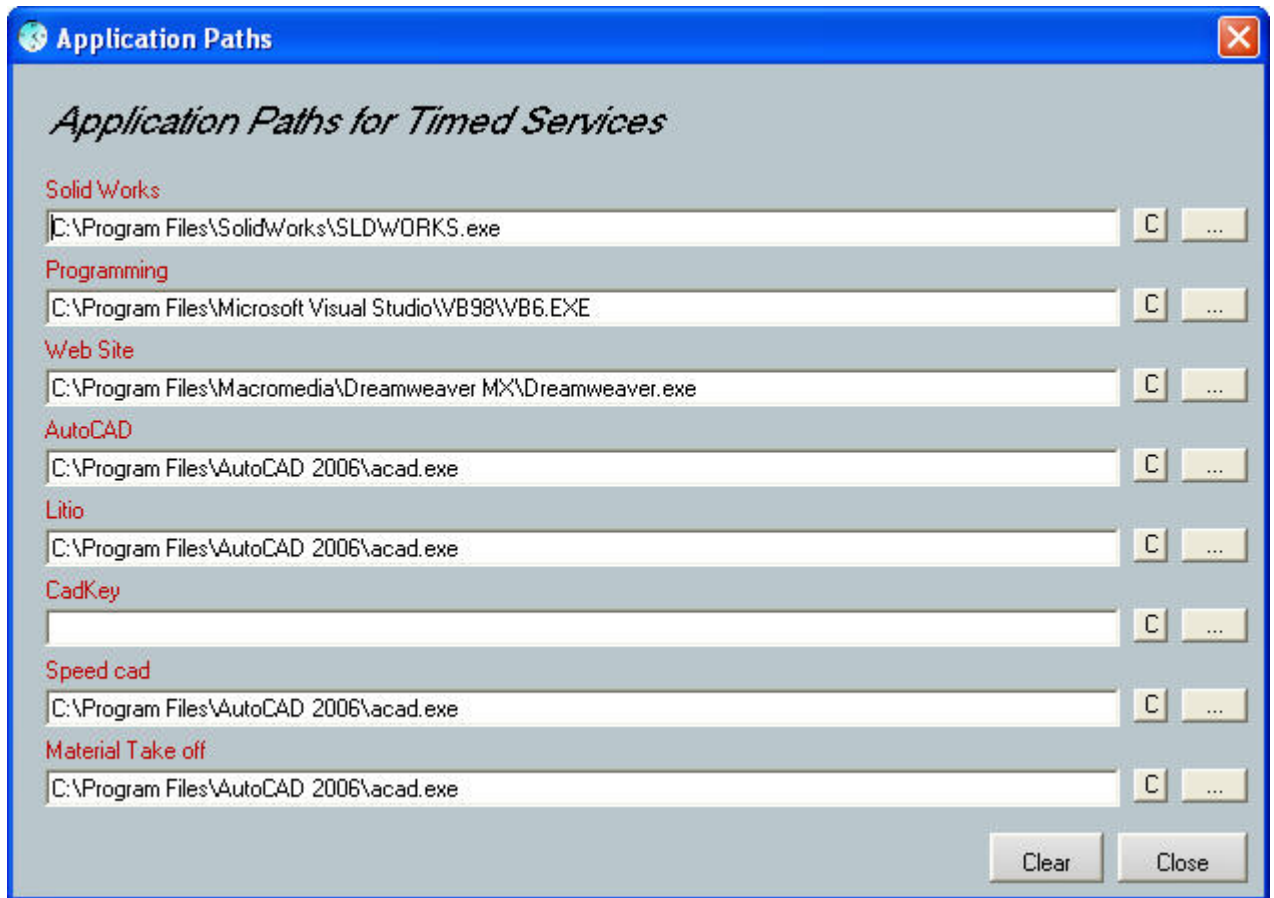 Application Paths
Application Paths for Timed Services
Solid Works
C:\Program Files\SolidWorks\SLDWORKS.exe C ...
Programming
C:\Program Files\Microsoft Visual Studio\VB98\VB6.EXE C ...
Web Site
C:\Program Files\Macromedia\Dreamweaver MX\Dreamweaver.exe C ...
AutoCAD
C:\Program Files\AutoCAD 2006\acad.exe C ...
Litio
C:\Program Files\AutoCAD 2006\acad.exe C ...
CadKey
C ...
Speed cad
C:\Program Files\AutoCAD 2006\acad.exe C ...
Material Take off
C:\Program Files\AutoCAD 2006\acad.exe C ...
Clear Close